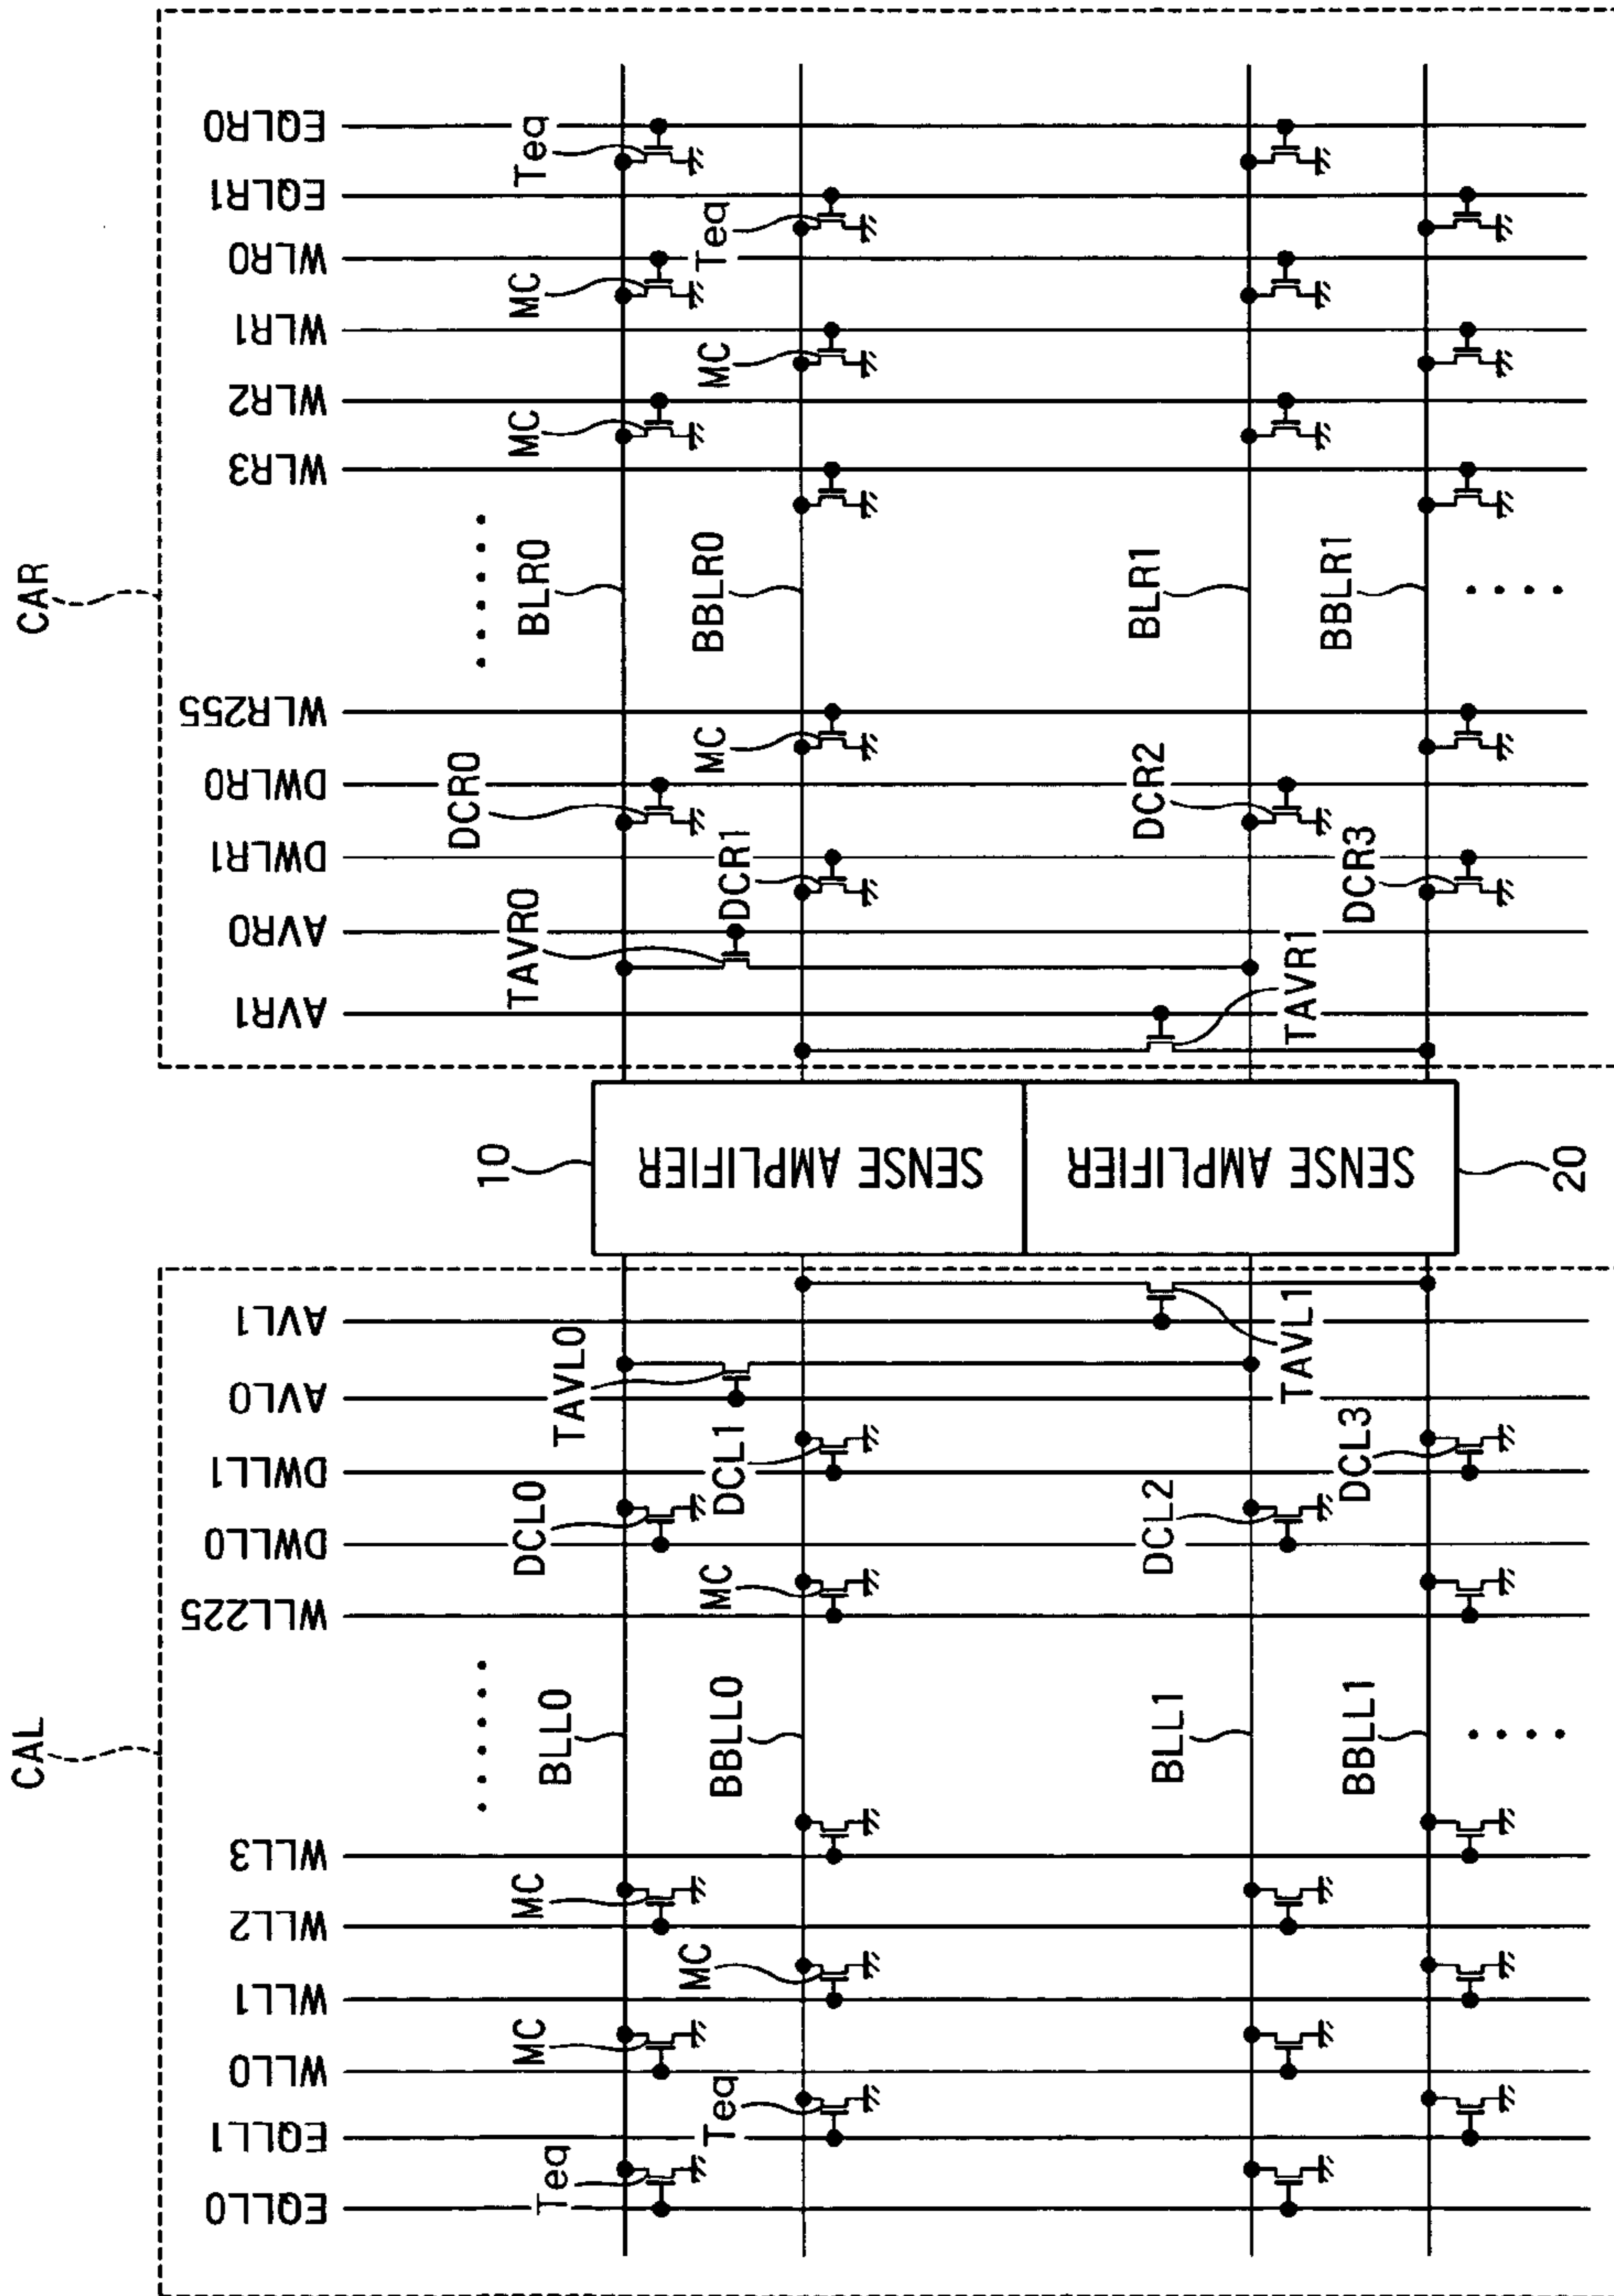 CAL
CAR
EQLL0
EQLL1
WLL0
WLL1
WLL2
WLL3
WLL225
DWLL0
DWLL1
AVL0
AVL1
AVR1
AVR0
DWLR1
DWLR0
WLR255
WLR3
WLR2
WLR1
WLR0
EQLR1
EQLR0
......
......
Teq
MC
MC
BLL0
DCL0
TAVL0
10
TAVR0
DCR0
BLR0
MC
MC
Teq
Teq
MC
BBLL0
MC
DCL1
DCR1
MC
BBLR0
MC
Teq
SENSE AMPLIFIER
SENSE AMPLIFIER
BLL1
DCL2
TAVL1
TAVR1
DCR2
BLR1
BBLL1
DCL3
DCR3
BBLR1
20
....
....